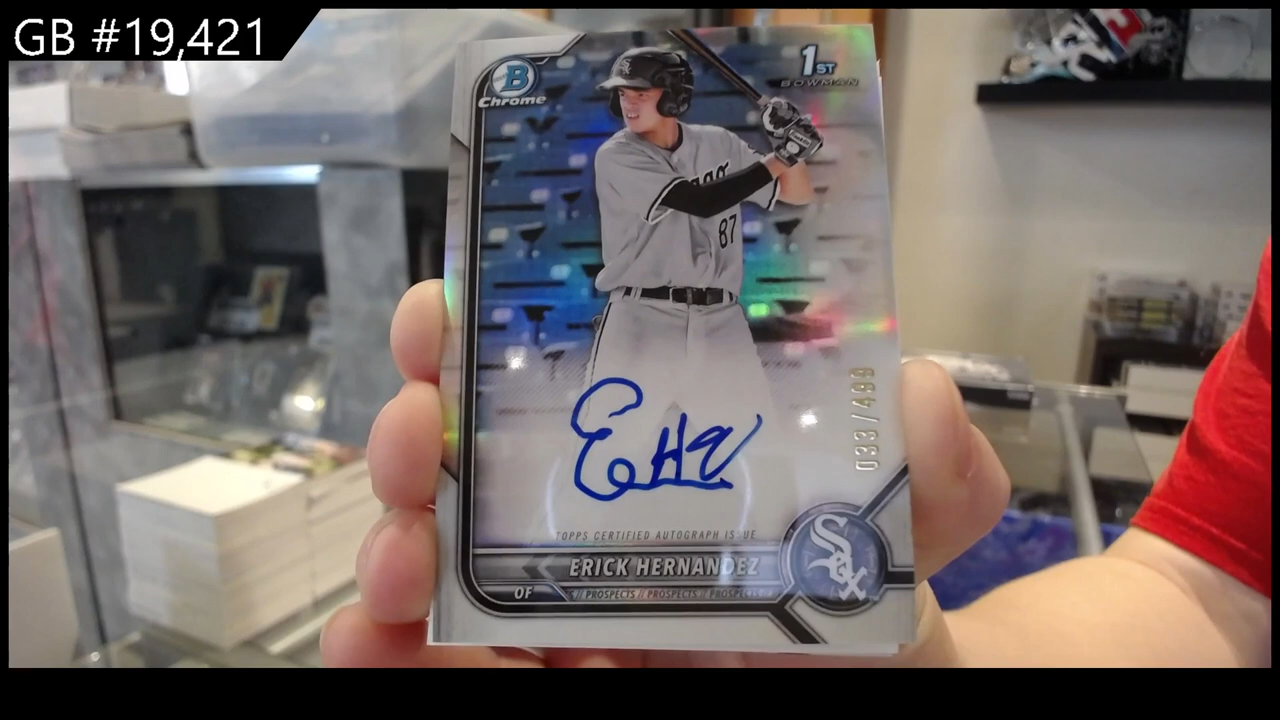 GB #19,421
B
Chrome
1ST
BOWMAN
87
033/499
TOPPS CERTIFIED AUTOGRAPH ISSUE
ERICK HERNANDEZ
OF
S // PROSPECTS // PROSPECTS // PROSPECTS
Sox